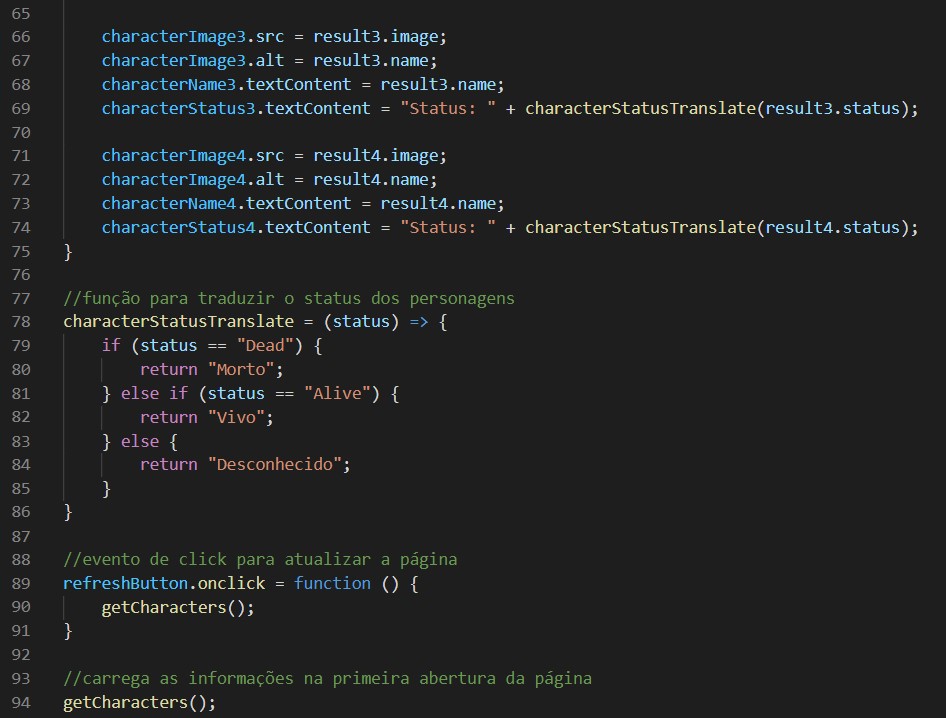 65
66 characterImage3.src = result3.image;
67 characterImage3.alt = result3.name;
68 characterName3.textContent = result3.name;
69 characterStatus3.textContent = "Status: " + characterStatusTranslate(result3.status);
70
71 characterImage4.src = result4.image;
72 characterImage4.alt = result4.name;
73 characterName4.textContent = result4.name;
74 characterStatus4.textContent = "Status: " + characterStatusTranslate(result4.status);
75 }
76
77 //função para traduzir o status dos personagens
78 characterStatusTranslate = (status) => {
79 if (status == "Dead") {
80 return "Morto";
81 } else if (status == "Alive") {
82 return "Vivo";
83 } else {
84 return "Desconhecido";
85 }
86 }
87
88 //evento de click para atualizar a página
89 refreshButton.onclick = function () {
90 getCharacters();
91 }
92
93 //carrega as informações na primeira abertura da página
94 getCharacters();